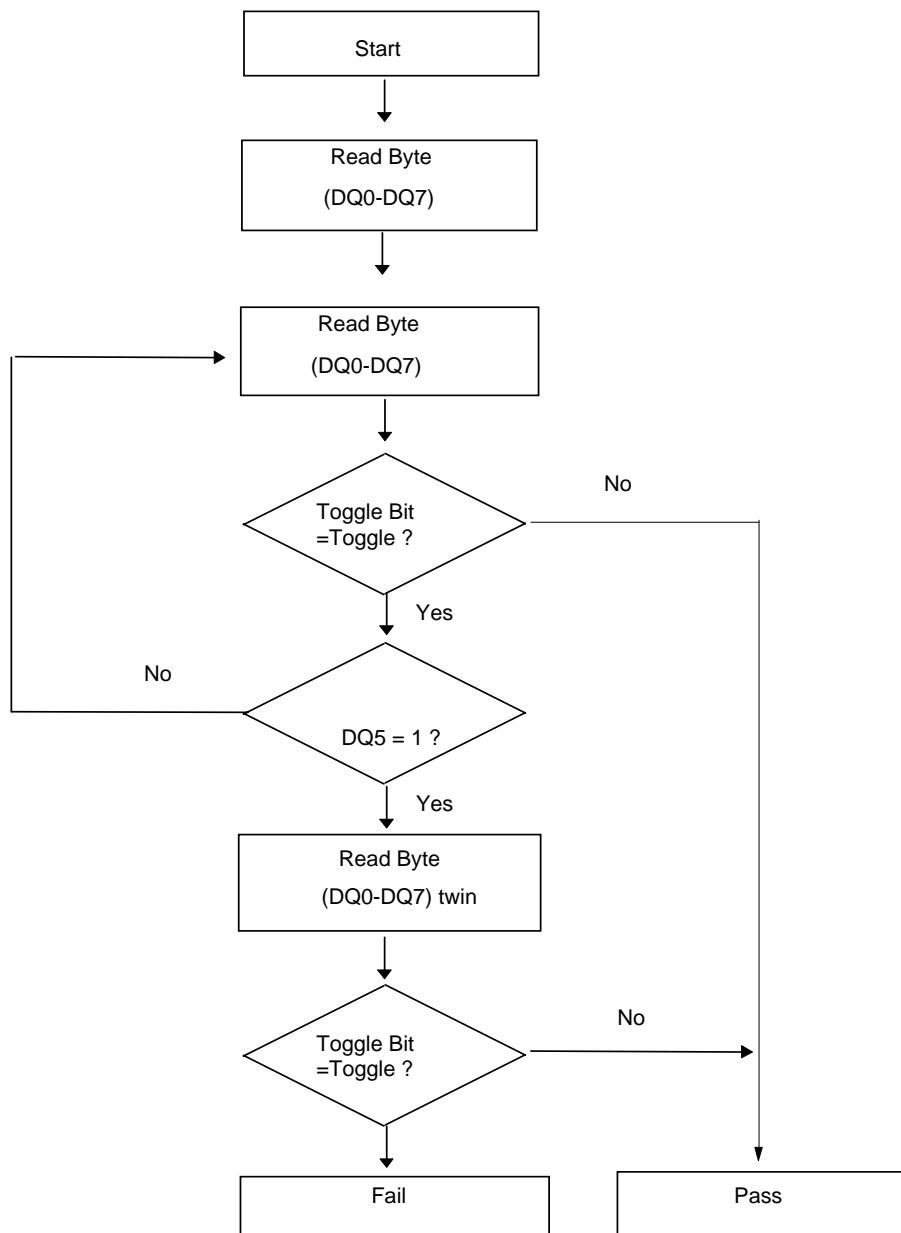 Start
Read Byte
(DQ0-DQ7)
Read Byte
(DQ0-DQ7)
Toggle Bit
=Toggle ?
No
Yes
No
DQ5 = 1 ?
Yes
Read Byte
(DQ0-DQ7) twin
Toggle Bit
=Toggle ?
No
Fail
Pass